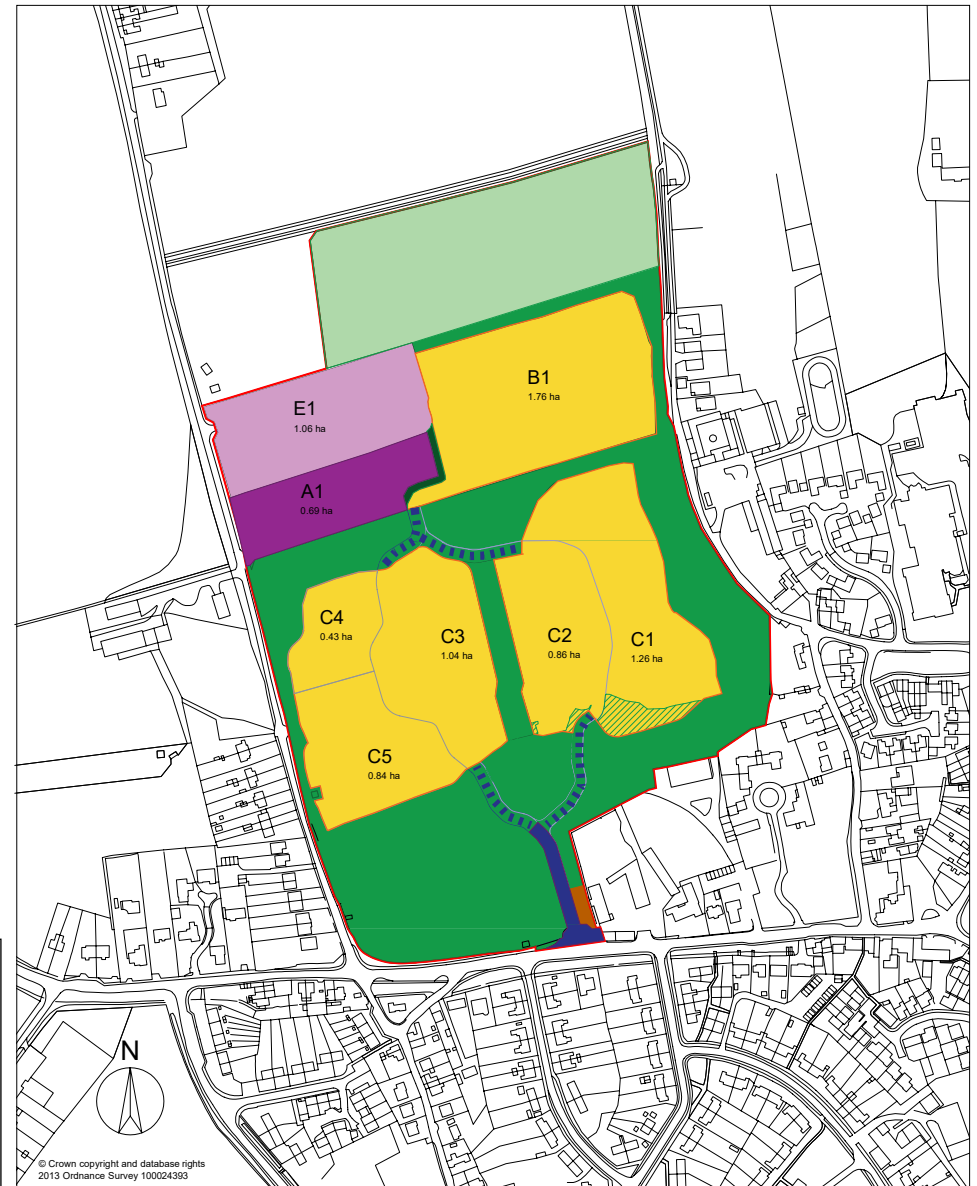 B1
1.76 ha
E1
1.06 ha
A1
0.69 ha
C4
0.43 ha
C3
1.04 ha
C2
0.86 ha
C1
1.26 ha
C5
0.84 ha
N
© Crown copyright and database rights
2013 Ordnance Survey 100024393